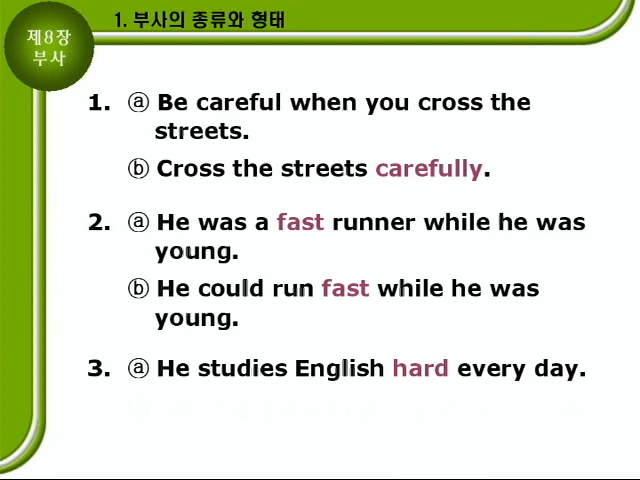 제8장
부사
1. 부사의 종류와 형태
1. ⓐ Be careful when you cross the
streets.
ⓑ Cross the streets carefully.
2. ⓐ He was a fast runner while he was
young.
ⓑ He could run fast while he was
young.
3. ⓐ He studies English hard every day.